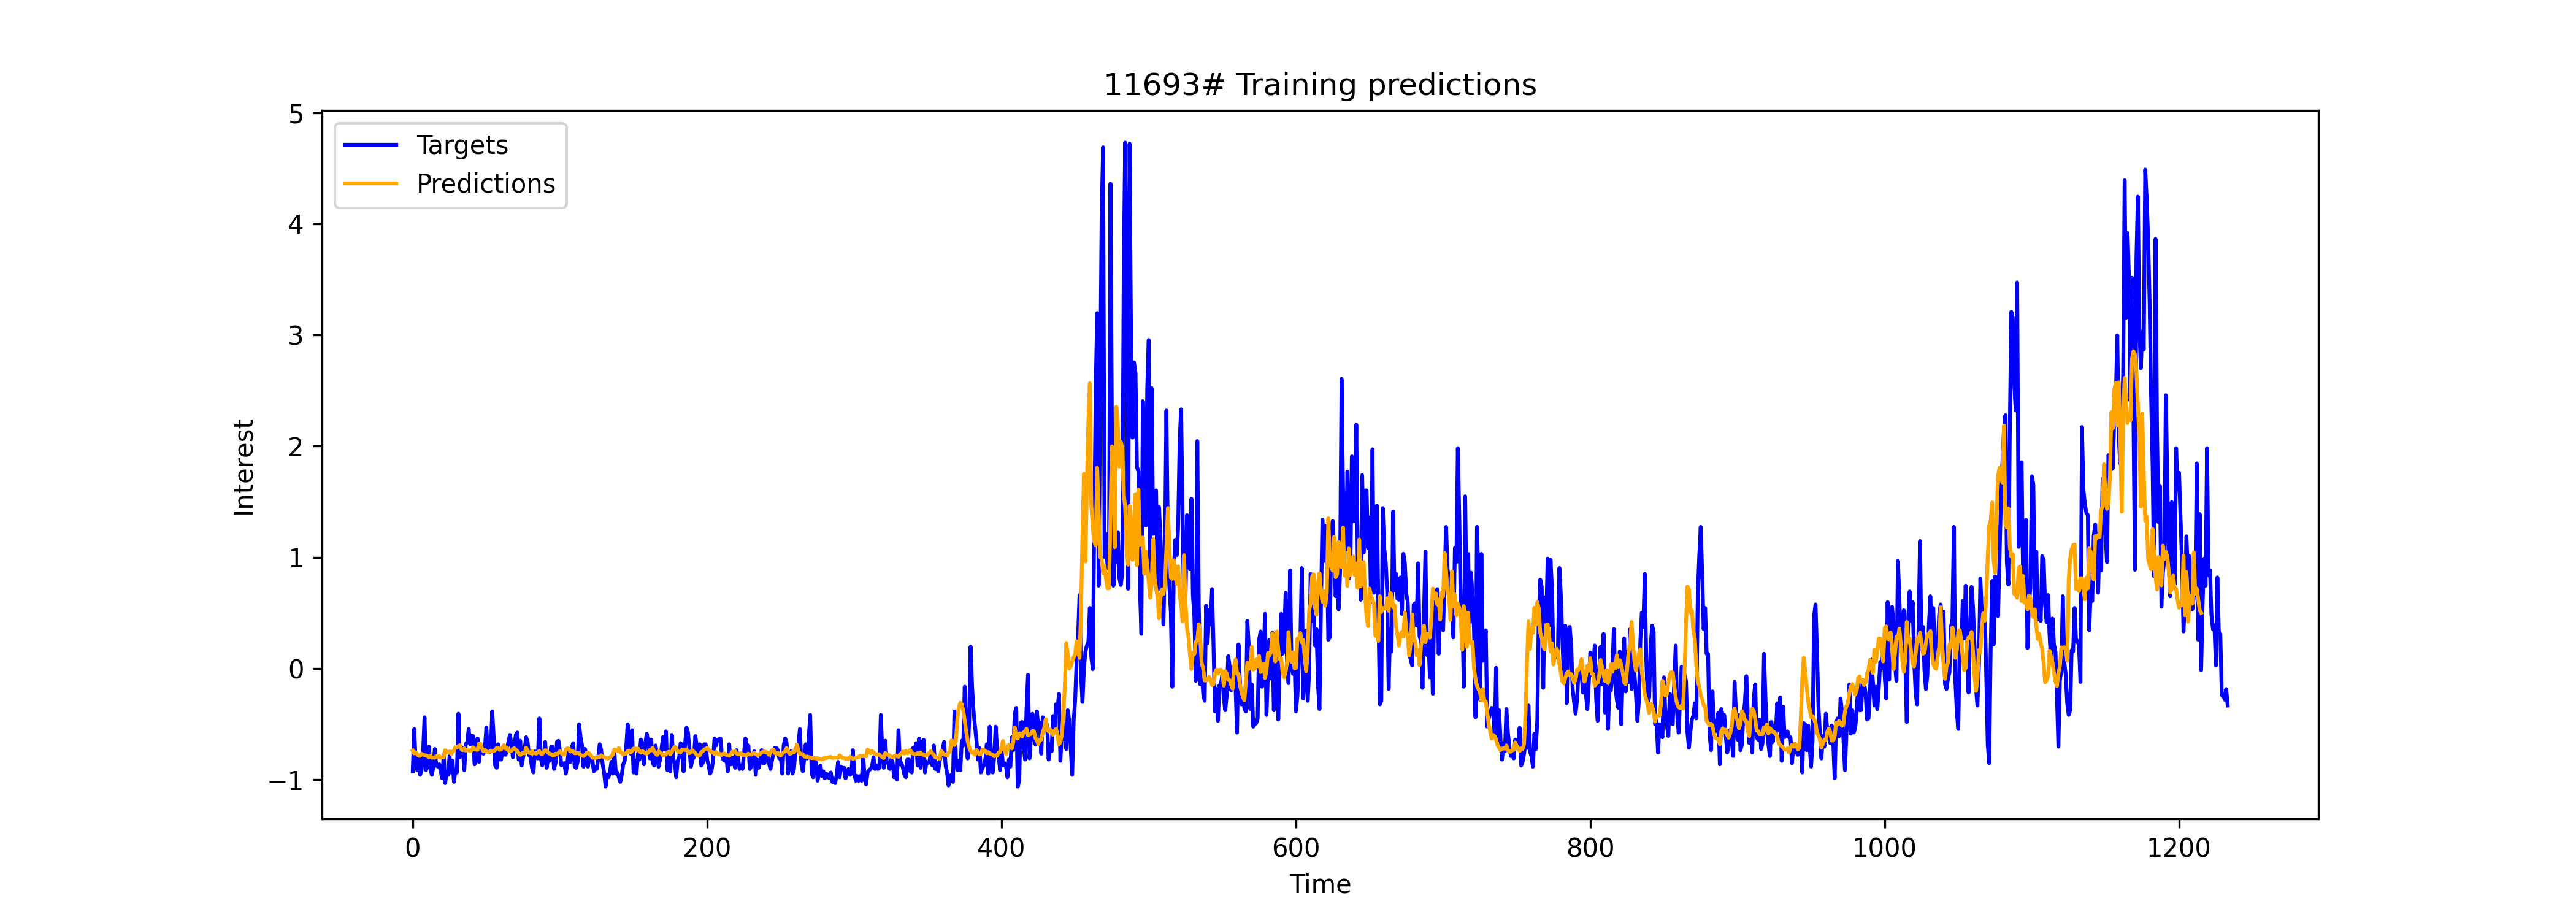 11693# Training predictions
Targets
Predictions
Interest
5
4
3
2
1
0
−1
0 200 400 600 800 1000 1200
Time